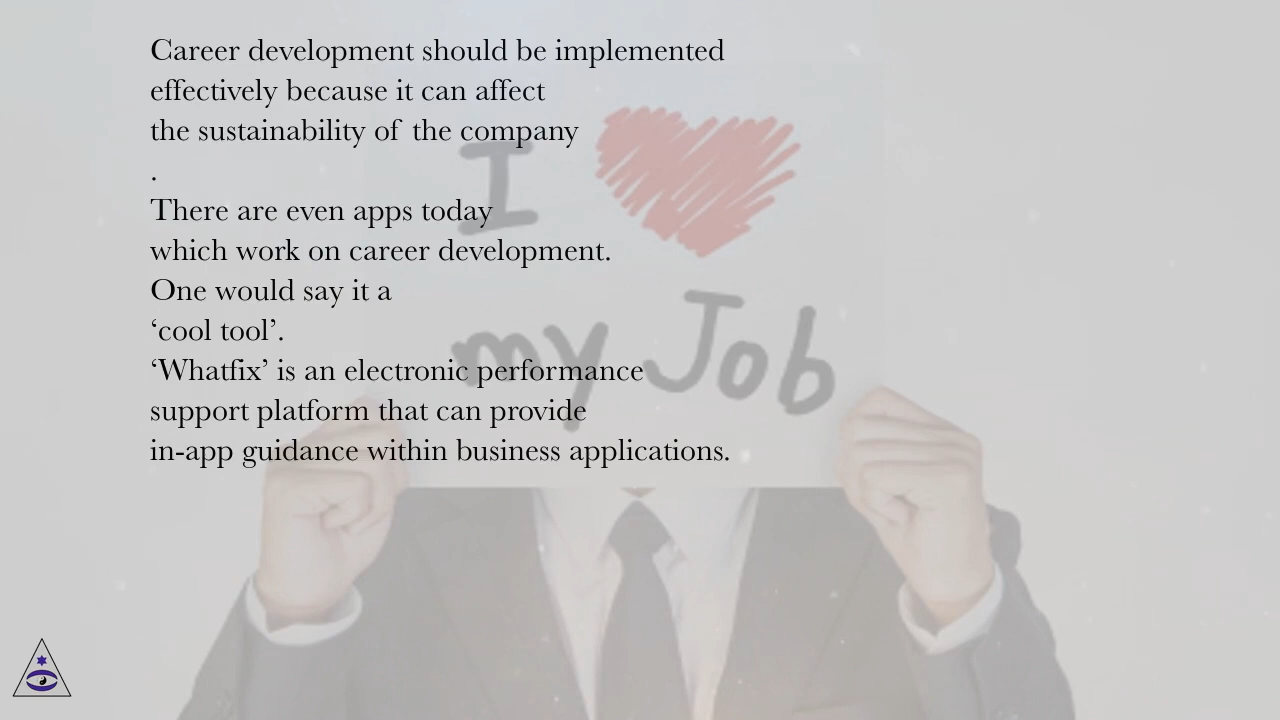 Career development should be implemented
effectively because it can affect
the sustainability of the company
.
There are even apps today
which work on career development.
One would say it a
‘cool tool’.
‘Whatfix’ is an electronic performance
support platform that can provide
in-app guidance within business applications.
I
my Job